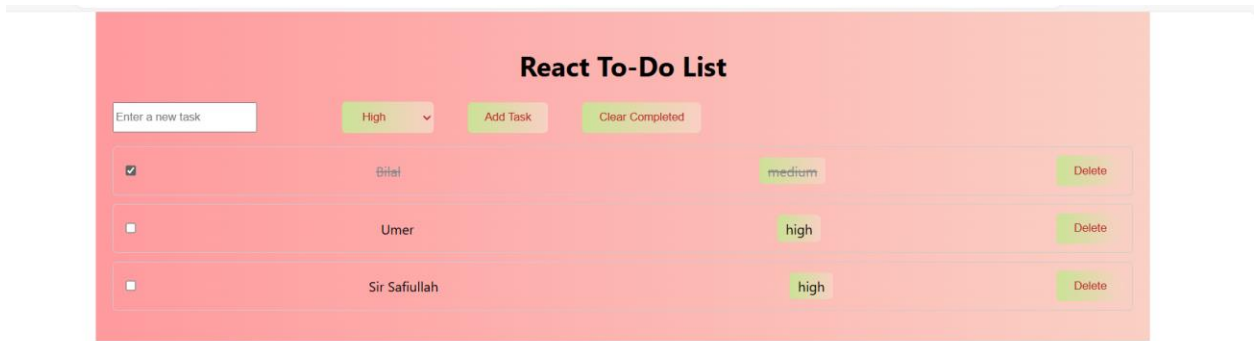 React To-Do List
Enter a new task High Add Task Clear Completed
Bilal medium Delete
Umer high Delete
Sir Safiullah high Delete